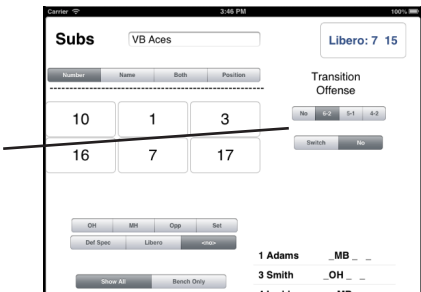 Carrier 3:46 PM 100%
Subs VB Aces Libero: 7 15
Number Name Both Position
Transition
Offense
10 1 3
No 6-2 5-1 4-2
16 7 17
Switch No
OH MH Opp Set
Def Spec Libero <no>
1 Adams _MB _ _
Show All Bench Only
3 Smith _OH _ _